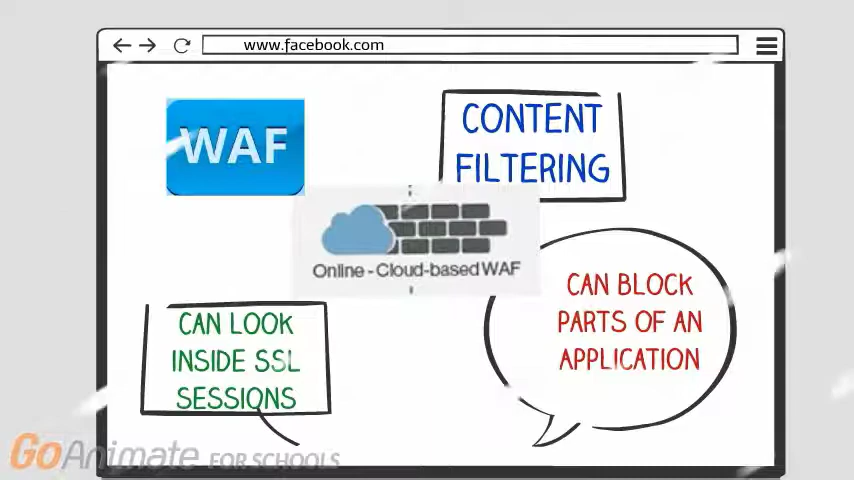 www.facebook.com
WAF
CONTENT
FILTERING
Online - Cloud-based WAF
CAN BLOCK
PARTS OF AN
APPLICATION
CAN LOOK
INSIDE SSL
SESSIONS
GoAnimate FOR SCHOOLS